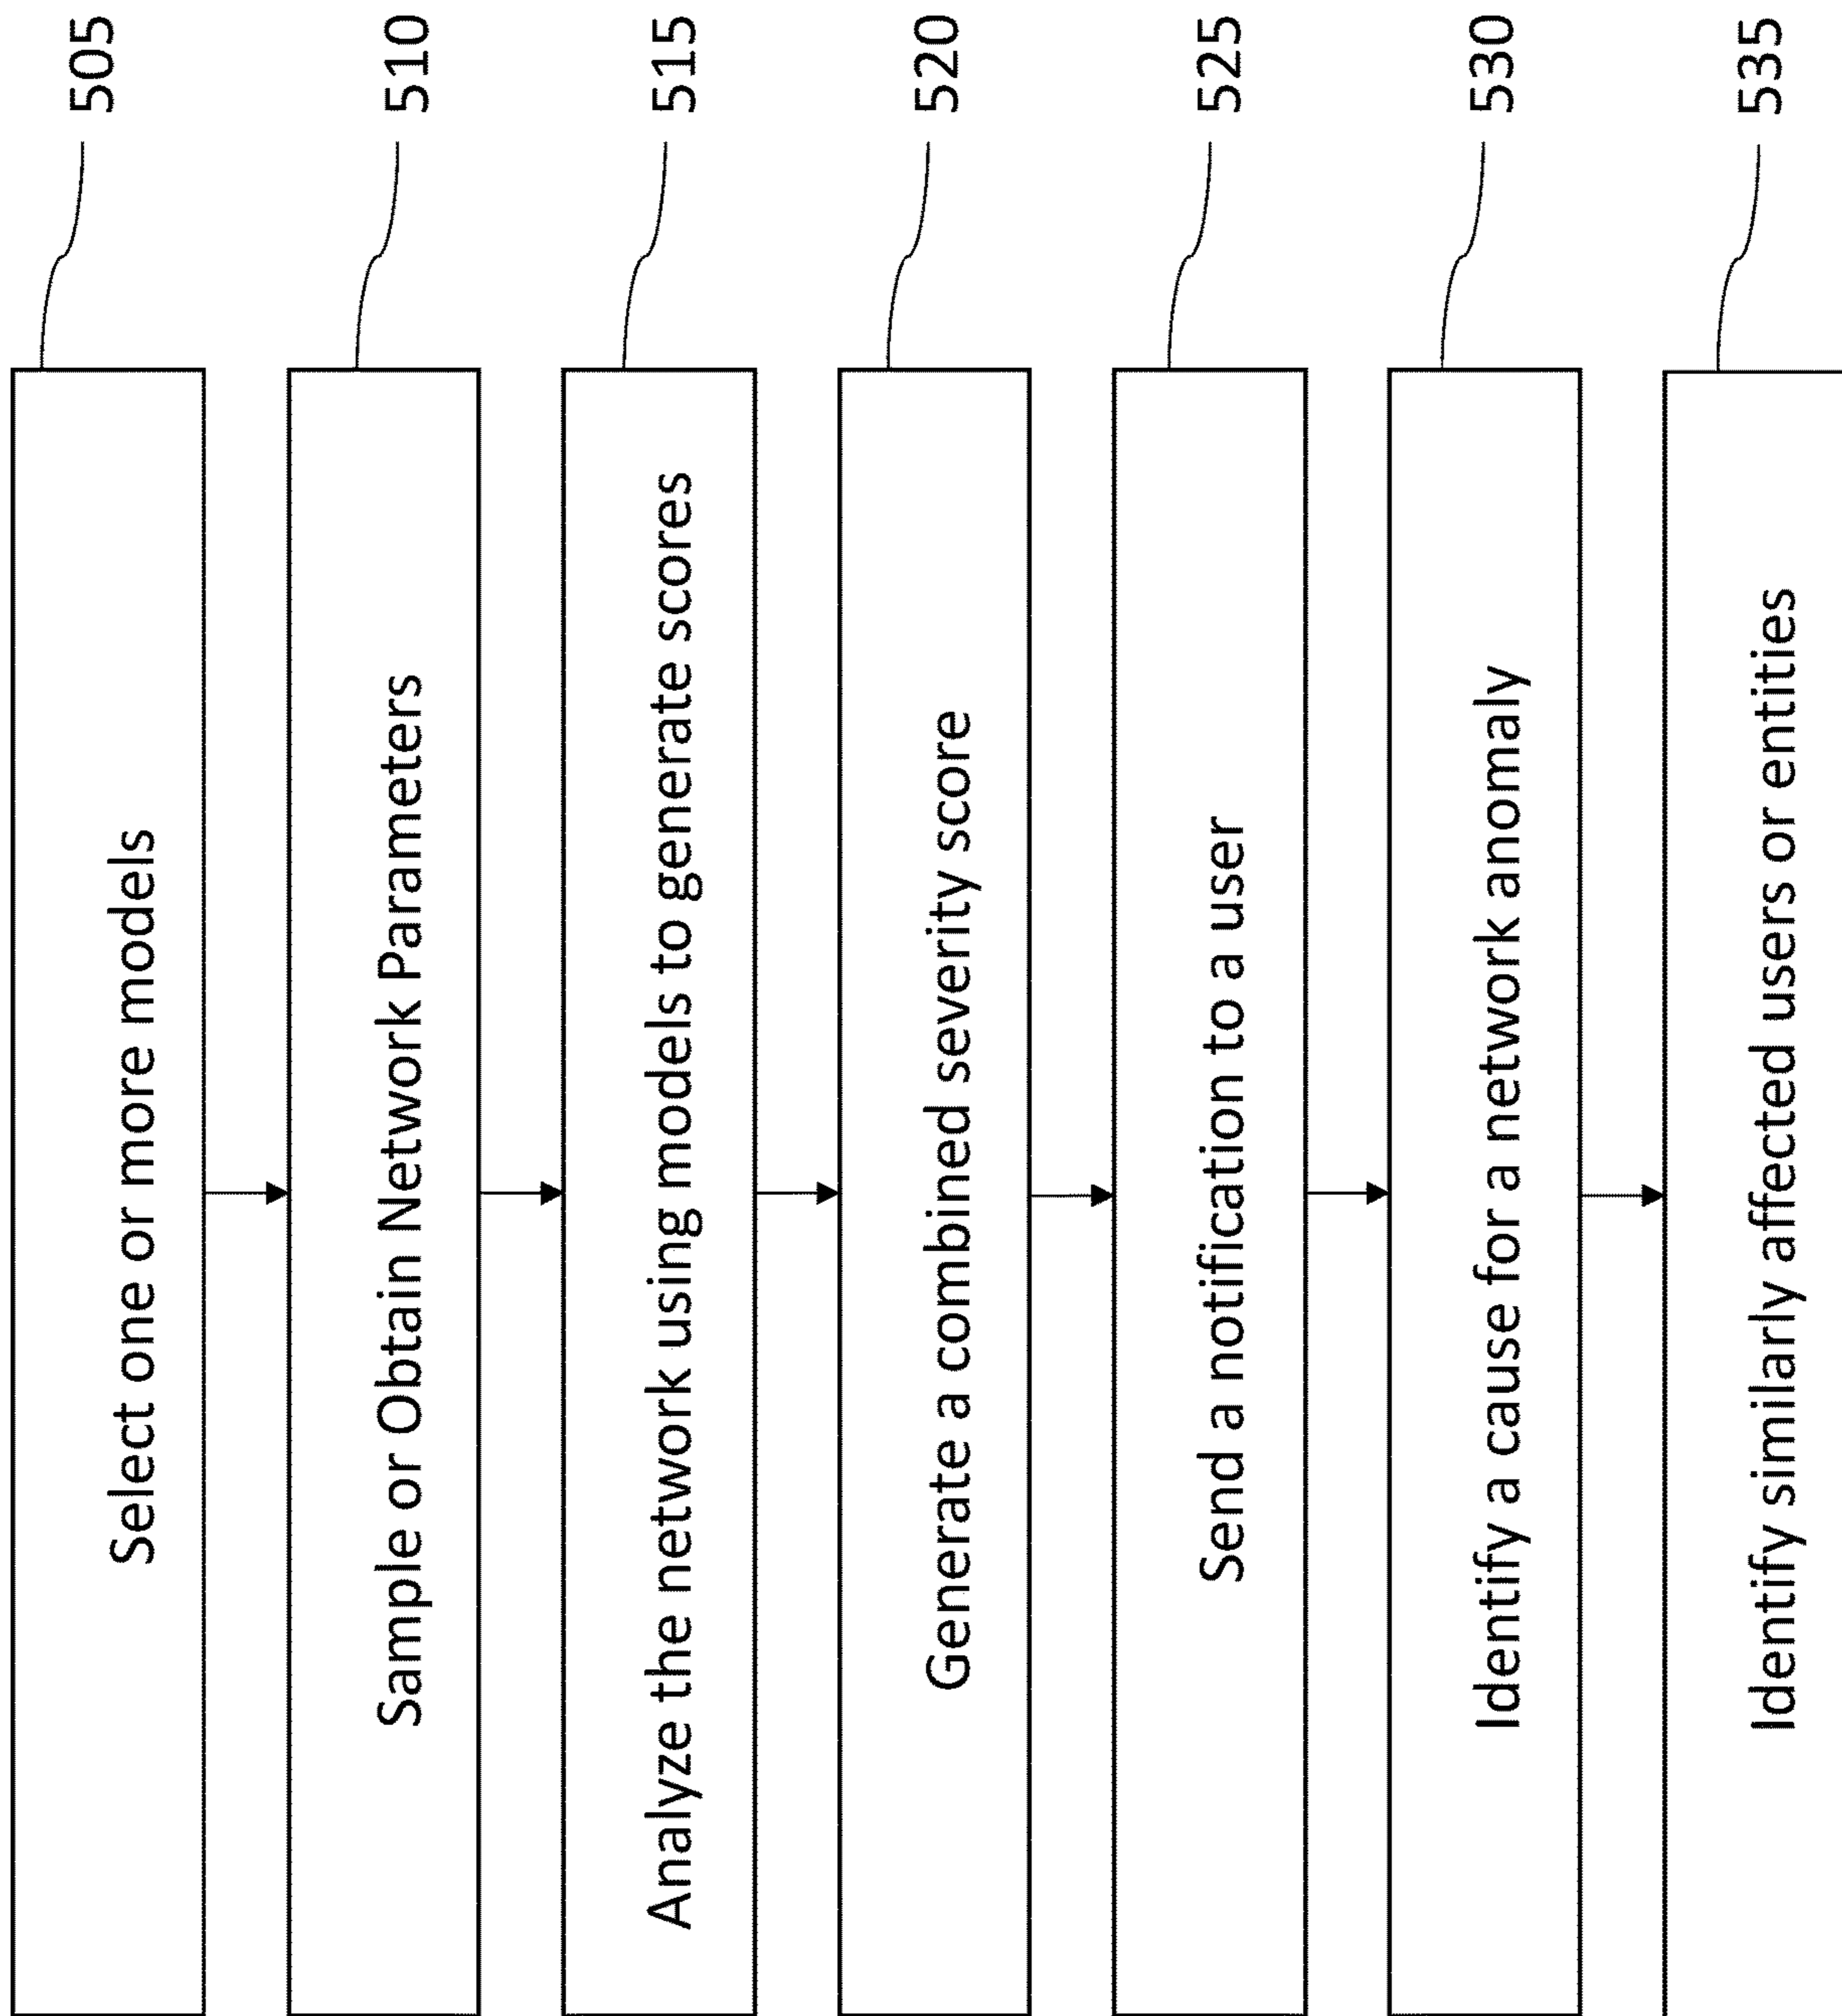 Select one or more models
505
Sample or Obtain Network Parameters
510
Analyze the network using models to generate scores
515
Generate a combined severity score
520
Send a notification to a user
525
Identify a cause for a network anomaly
530
Identify similarly affected users or entities
535